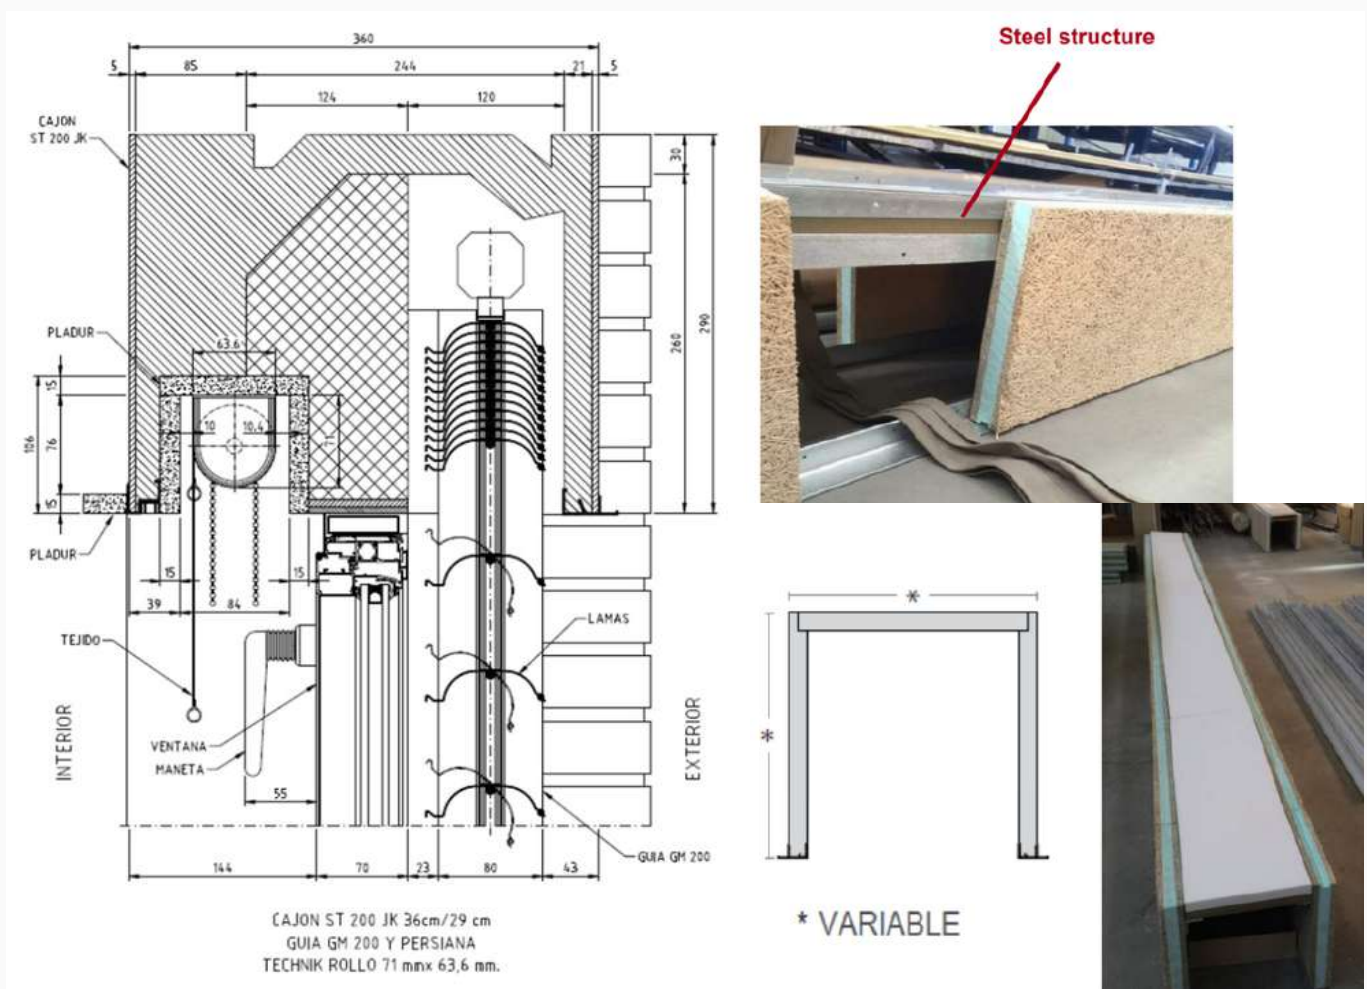 360
5
85
244
21
5
124
120
CAJON
ST 200 JK
30
260
290
PLADUR
63.6
15
106
76
15
10
10,4
71
PLADUR
15
15
39
84
TEJIDO
LAMAS
INTERIOR
EXTERIOR
VENTANA
MANETA
55
GUIA GM 200
144
70
23
80
43
CAJON ST 200 JK 36cm/29 cm
GUIA GM 200 Y PERSIANA
TECHNIK ROLLO 71 mmx 63,6 mm.
Steel structure
*
*
* VARIABLE